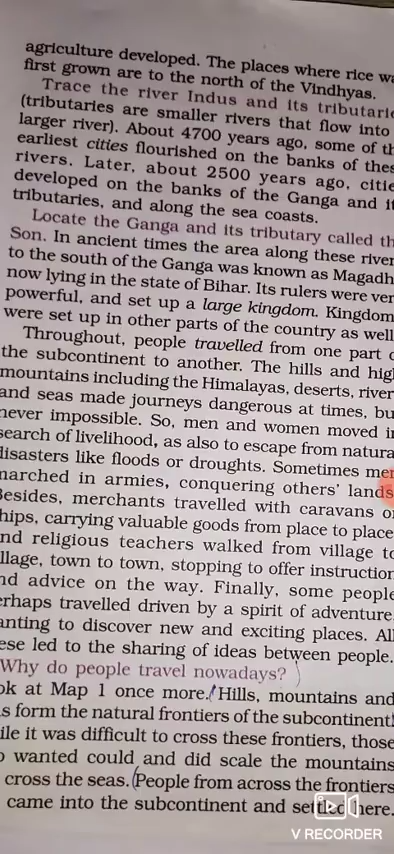 agriculture developed. The places where rice wa
first grown are to the north of the Vindhyas.
Trace the river Indus and its tributarie
(tributaries are smaller rivers that flow into
larger river). About 4700 years ago, some of th
earliest cities flourished on the banks of thes
rivers. Later, about 2500 years ago, citie
developed on the banks of the Ganga and it
tributaries, and along the sea coasts.
Locate the Ganga and its tributary called th
Son. In ancient times the area along these river
to the south of the Ganga was known as Magadh
now lying in the state of Bihar. Its rulers were ver
powerful, and set up a large kingdom. Kingdom
were set up in other parts of the country as well
Throughout, people travelled from one part o
the subcontinent to another. The hills and hig
mountains including the Himalayas, deserts, river
and seas made journeys dangerous at times, bu
never impossible. So, men and women moved i
search of livelihood, as also to escape from natura
disasters like floods or droughts. Sometimes me
marched in armies, conquering others' lands
Besides, merchants travelled with caravans o
hips, carrying valuable goods from place to place
nd religious teachers walked from village to
llage, town to town, stopping to offer instruction
nd advice on the way. Finally, some people
erhaps travelled driven by a spirit of adventure
anting to discover new and exciting places. All
ese led to the sharing of ideas between people.
Why do people travel nowadays?
ok at Map 1 once more. Hills, mountains and
s form the natural frontiers of the subcontinent
ile it was difficult to cross these frontiers, those
o wanted could and did scale the mountains
cross the seas. People from across the frontiers
came into the subcontinent and settled here.
V RECORDER